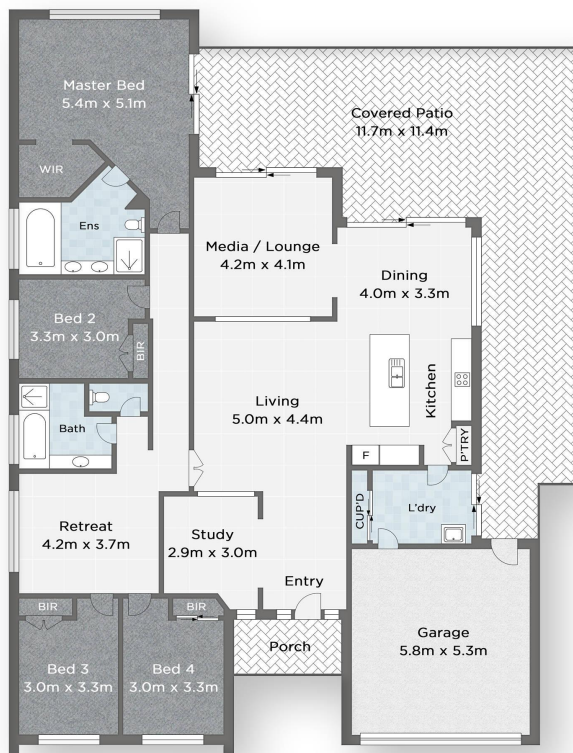 Master Bed
5.4m x 5.1m
Covered Patio
11.7m x 11.4m
WIR
Ens
Media / Lounge
4.2m x 4.1m
Dining
4.0m x 3.3m
Bed 2
3.3m x 3.0m
BIR
Living
5.0m x 4.4m
Kitchen
Bath
F
P'TRY
CUP'D
L'dry
Retreat
4.2m x 3.7m
Study
2.9m x 3.0m
Entry
BIR
BIR
Porch
Garage
5.8m x 5.3m
Bed 3
3.0m x 3.3m
Bed 4
3.0m x 3.3m